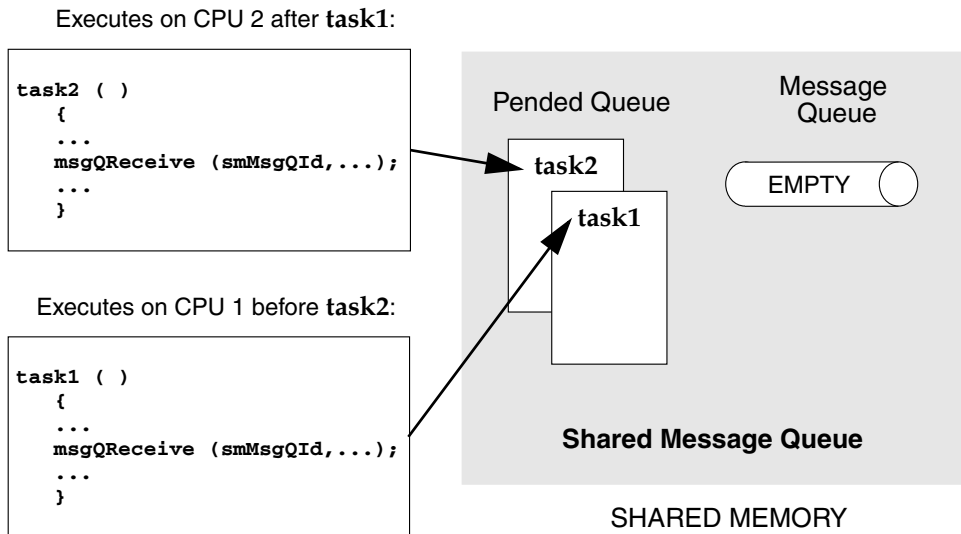 Executes on CPU 2 after task1:
task2 ( )
{
...
msgQReceive (smMsgQId,...);
...
}
Executes on CPU 1 before task2:
task1 ( )
{
...
msgQReceive (smMsgQId,...);
...
}
Pended Queue
task2
task1
Message
Queue
EMPTY
Shared Message Queue
SHARED MEMORY